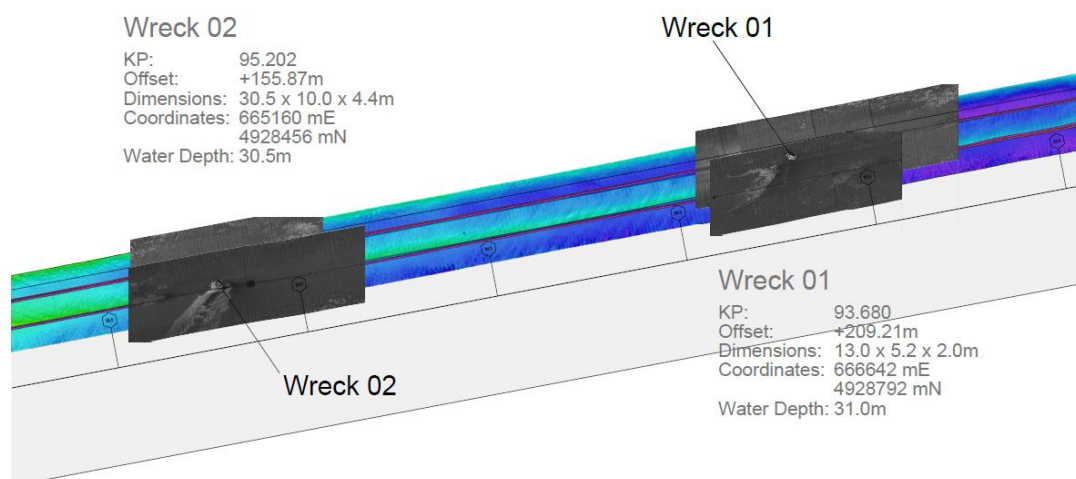 Wreck 02
KP: 95.202
Offset: +155.87m
Dimensions: 30.5 x 10.0 x 4.4m
Coordinates: 665160 mE
4928456 mN
Water Depth: 30.5m
Wreck 01
Wreck 01
KP: 93.680
Offset: +209.21m
Dimensions: 13.0 x 5.2 x 2.0m
Coordinates: 666642 mE
4928792 mN
Water Depth: 31.0m
Wreck 02